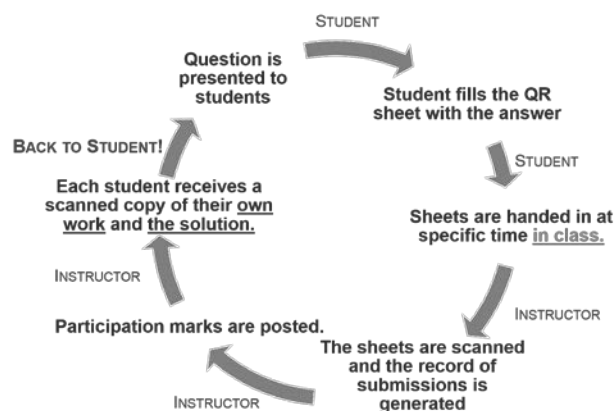 STUDENT
Question is
presented to
students
Student fills the QR
sheet with the answer
STUDENT
Sheets are handed in at
specific time in class.
INSTRUCTOR
The sheets are scanned
and the record of
submissions is
generated
INSTRUCTOR
Participation marks are posted.
INSTRUCTOR
Each student receives a
scanned copy of their own
work and the solution.
BACK TO STUDENT!